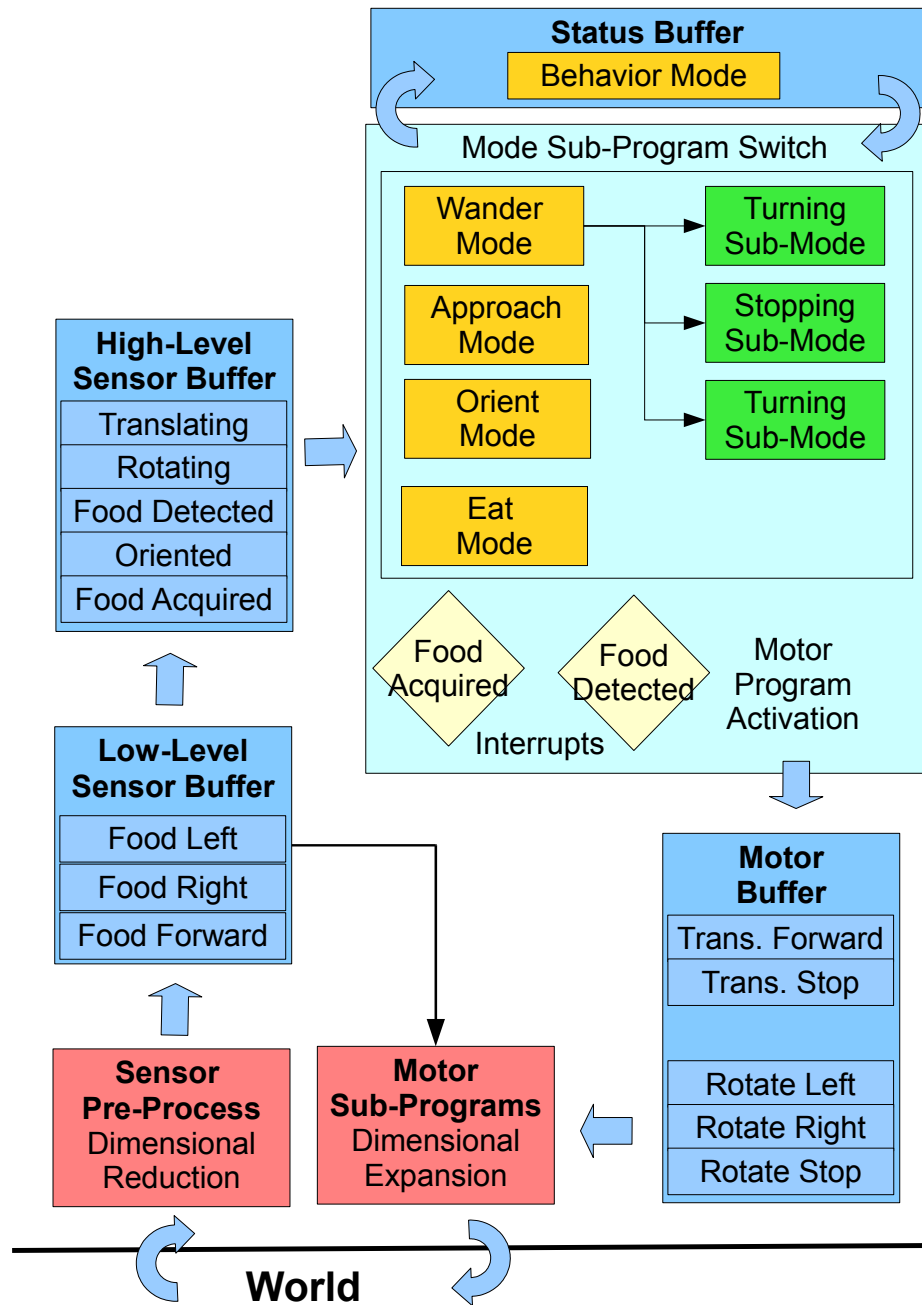 Status Buffer
Behavior Mode
Mode Sub-Program Switch
Wander
Mode
Turning
Sub-Mode
Approach
Mode
Stopping
Sub-Mode
Orient
Mode
Turning
Sub-Mode
Eat
Mode
Food
Acquired
Food
Detected
Interrupts
Motor
Program
Activation
High-Level
Sensor Buffer
Translating
Rotating
Food Detected
Oriented
Food Acquired
Low-Level
Sensor Buffer
Food Left
Food Right
Food Forward
Motor
Buffer
Trans. Forward
Trans. Stop
Rotate Left
Rotate Right
Rotate Stop
Sensor
Pre-Process
Dimensional
Reduction
Motor
Sub-Programs
Dimensional
Expansion
World